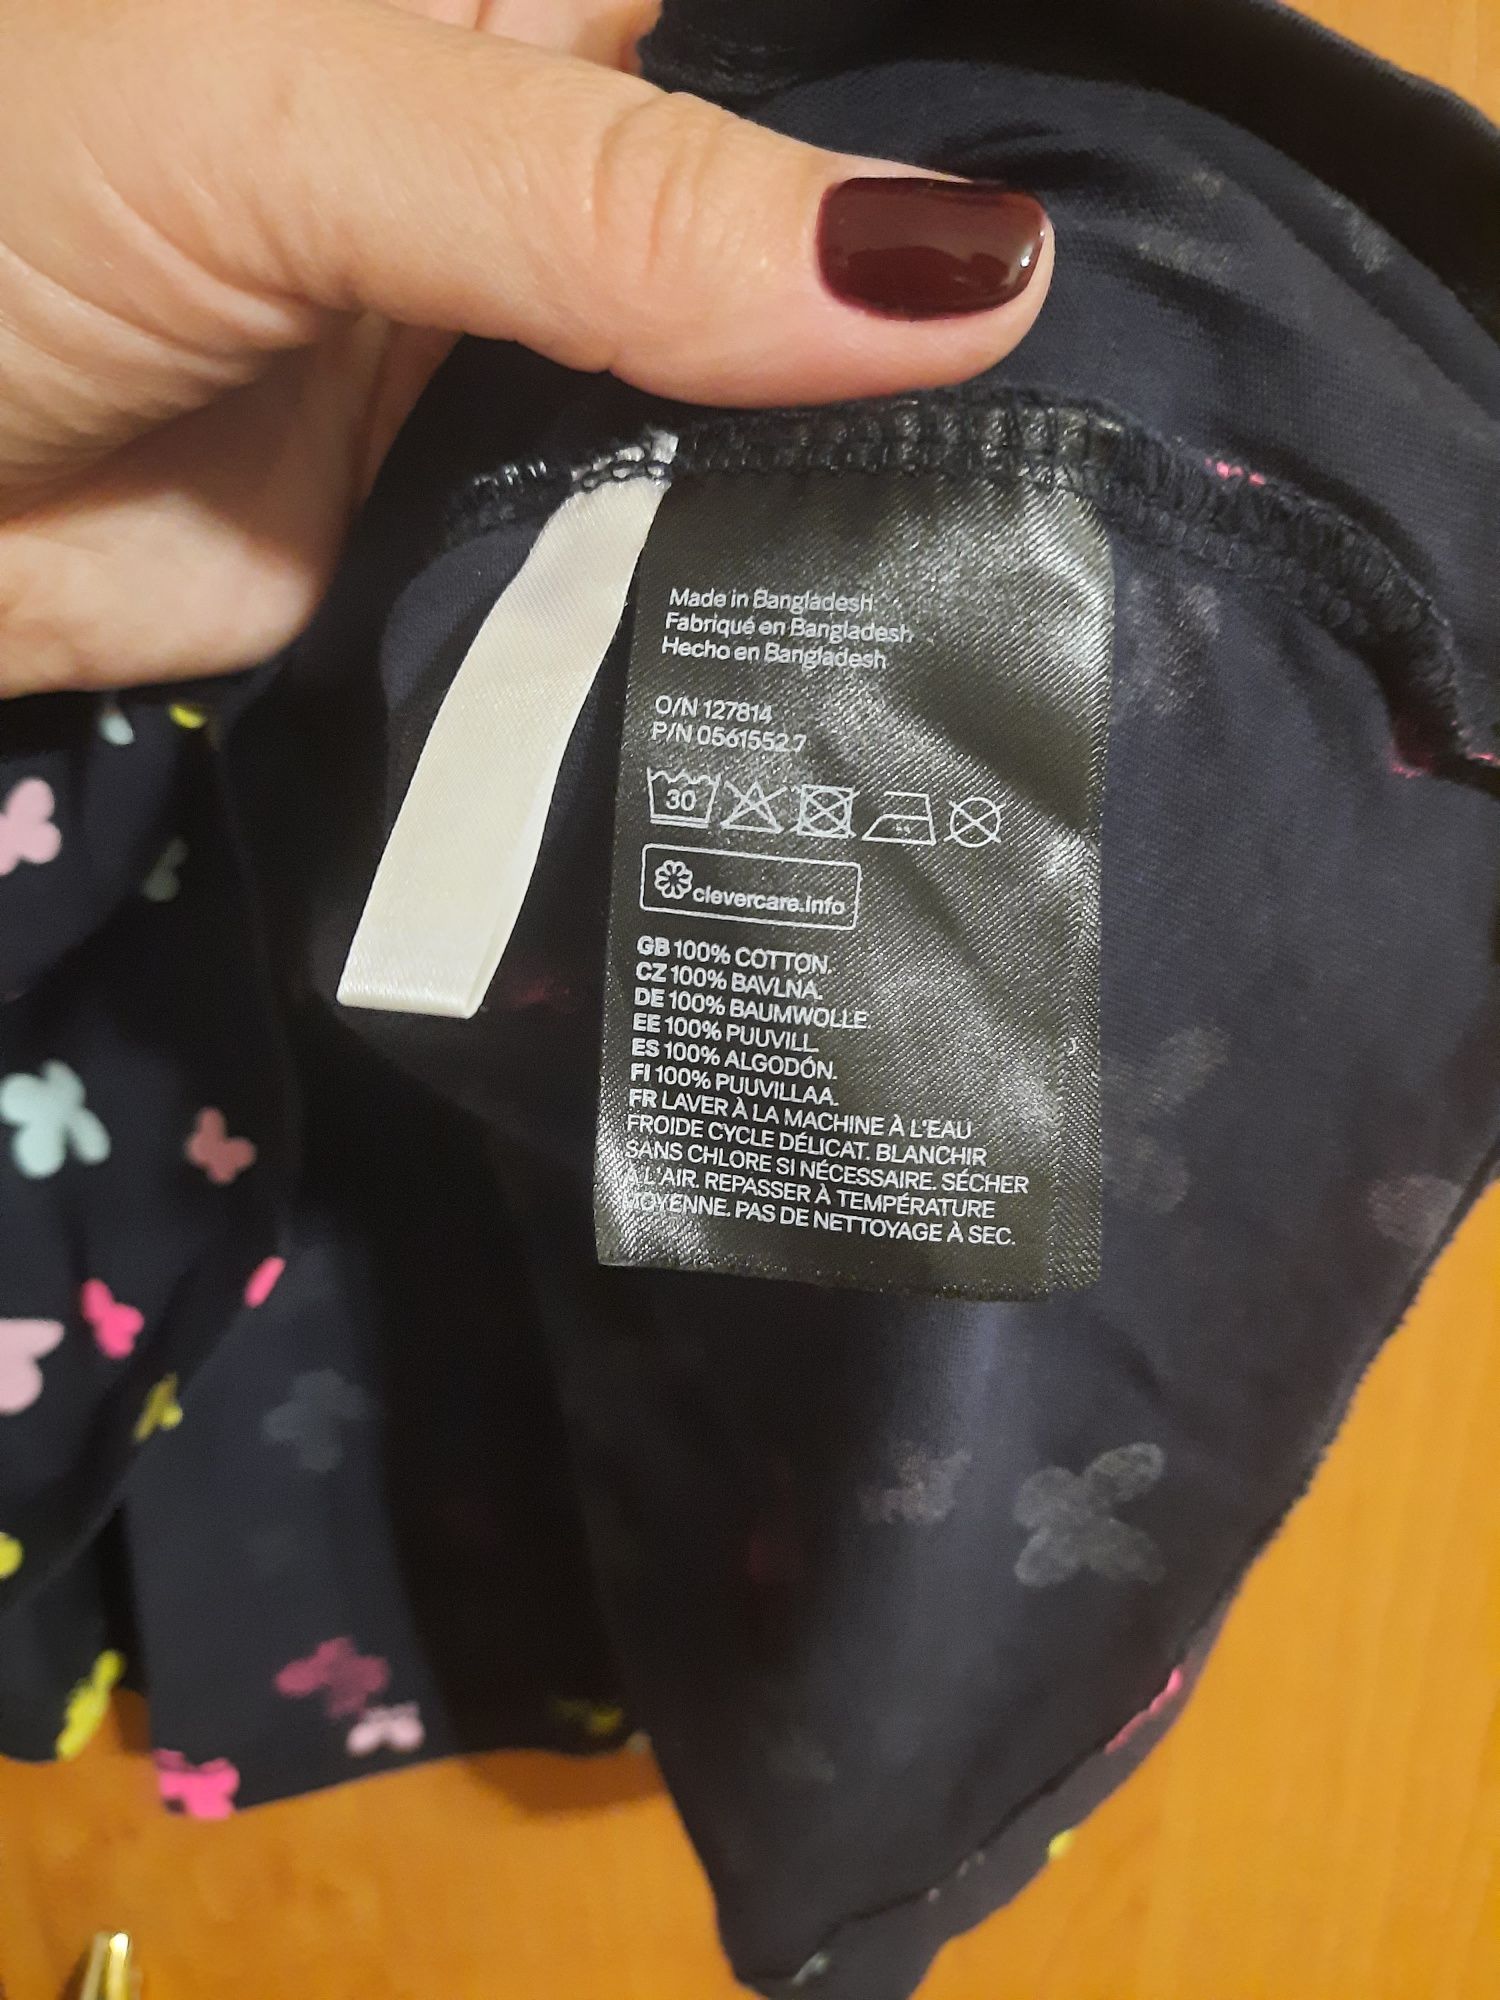 Made in Bangladesh
Fabriqué en Bangladesh
Hecho en Bangladesh
O/N 127814
P/N 0561552.7
30
clevercare.info
GB 100% COTTON.
CZ 100% BAVLNA.
DE 100% BAUMWOLLE.
EE 100% PUUVILL.
ES 100% ALGODÓN.
FI 100% PUUVILLAA.
FR LAVER À LA MACHINE À L'EAU
FROIDE CYCLE DÉLICAT. BLANCHIR
SANS CHLORE SI NÉCESSAIRE. SÉCHER
À L'AIR. REPASSER À TEMPÉRATURE
MOYENNE. PAS DE NETTOYAGE À SEC.